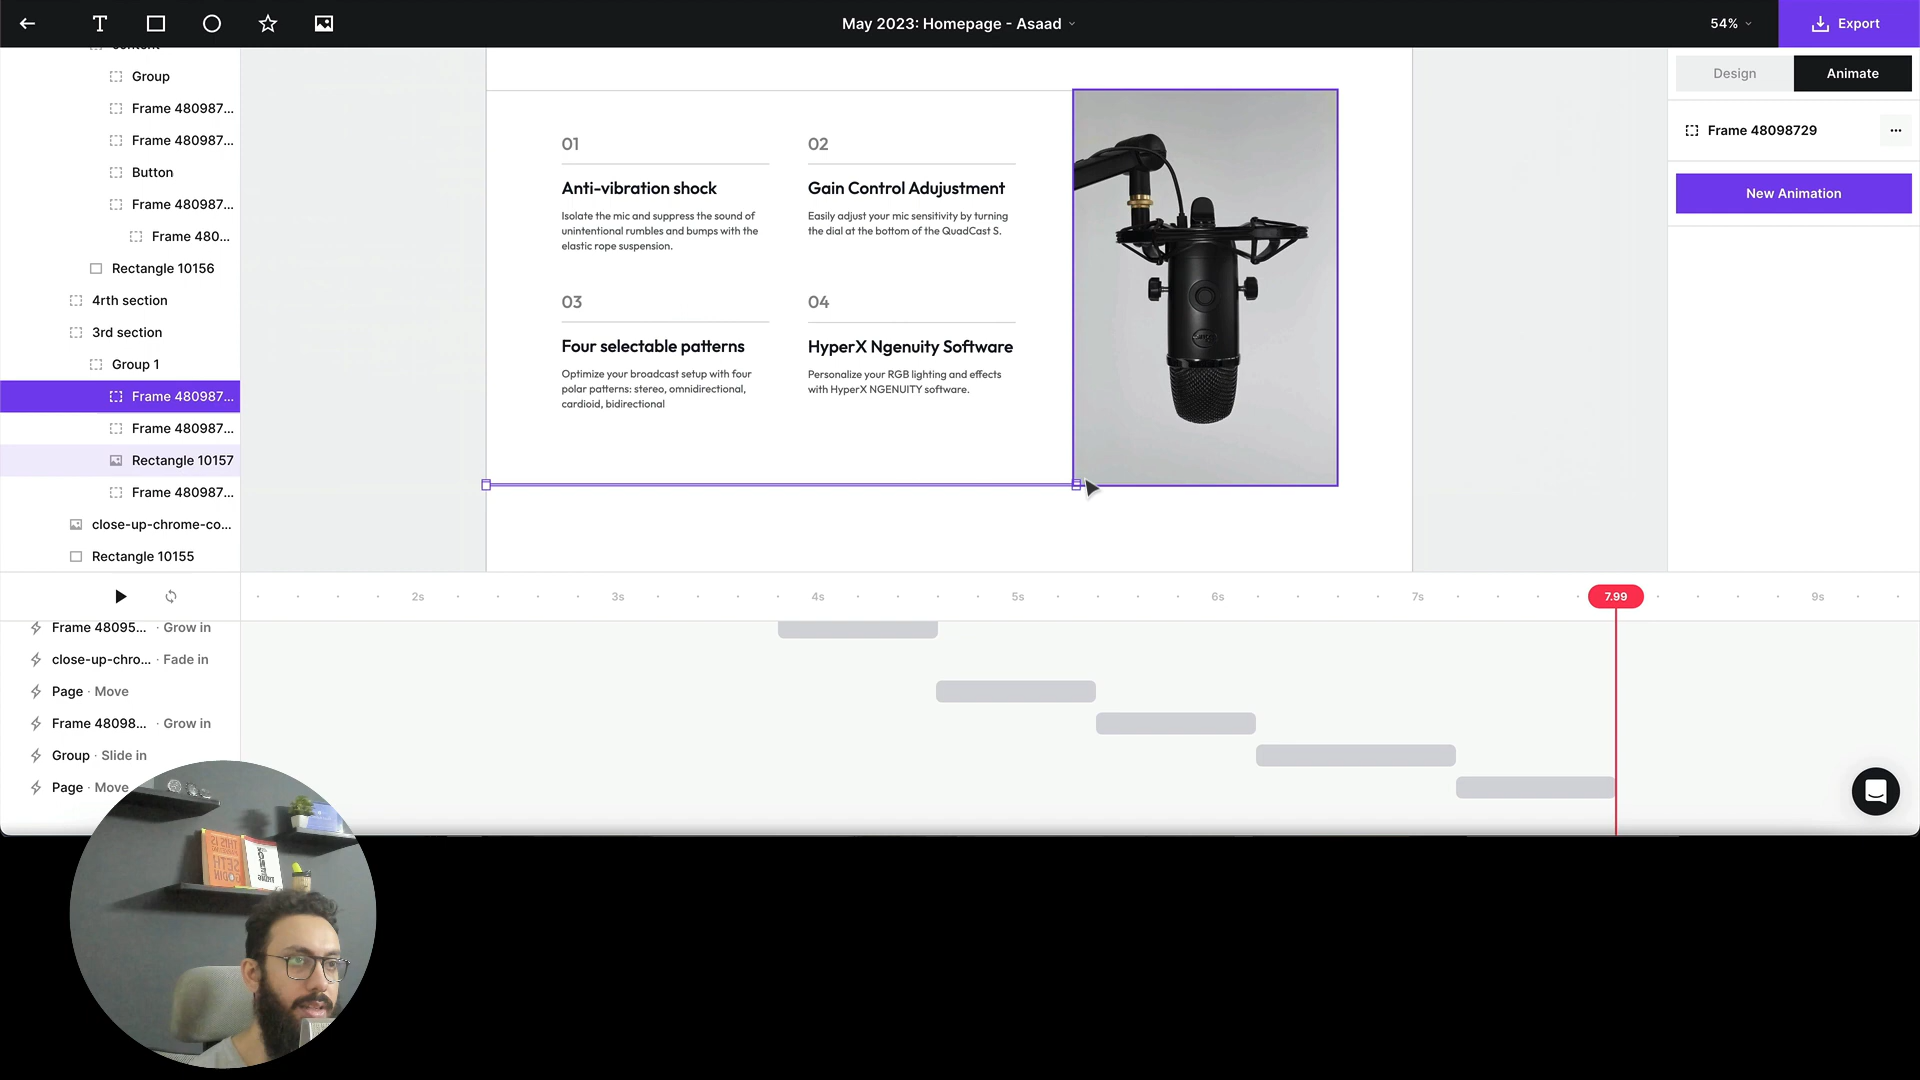 T
May 2023: Homepage - Asaad
54%
Export
content
Group
Frame 480987...
Frame 480987...
Button
Frame 480987...
Frame 480...
Rectangle 10156
4rth section
3rd section
Group 1
Frame 480987...
Frame 480987...
Rectangle 10157
Frame 480987...
close-up-chrome-co...
Rectangle 10155
01
Anti-vibration shock
Isolate the mic and suppress the sound of
unintentional rumbles and bumps with the
elastic rope suspension.
02
Gain Control Adujustment
Easily adjust your mic sensitivity by turning
the dial at the bottom of the QuadCast S.
03
Four selectable patterns
Optimize your broadcast setup with four
polar patterns: stereo, omnidirectional,
cardioid, bidirectional
04
HyperX Ngenuity Software
Personalize your RGB lighting and effects
with HyperX NGENUITY software.
Design
Animate
Frame 48098729
New Animation
2s
3s
4s
5s
6s
7s
7.99
9s
Frame 48095... · Grow in
close-up-chro... · Fade in
Page · Move
Frame 48098... · Grow in
Group · Slide in
Page · Move
THIS IS
SETH
GODIN